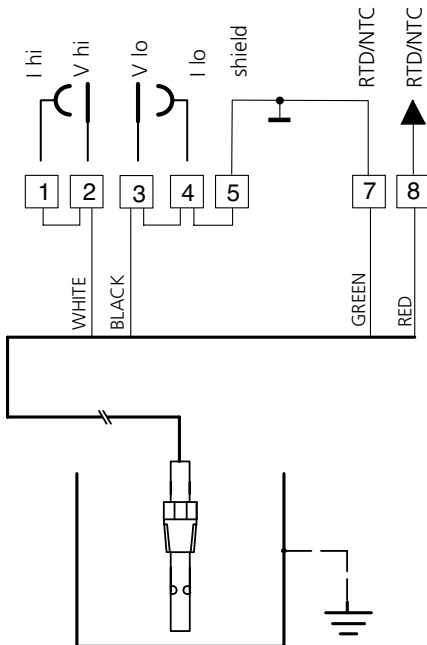 I hi
V hi
V lo
I lo
shield
RTD/NTC
RTD/NTC
1
2
3
4
5
7
8
WHITE
BLACK
GREEN
RED